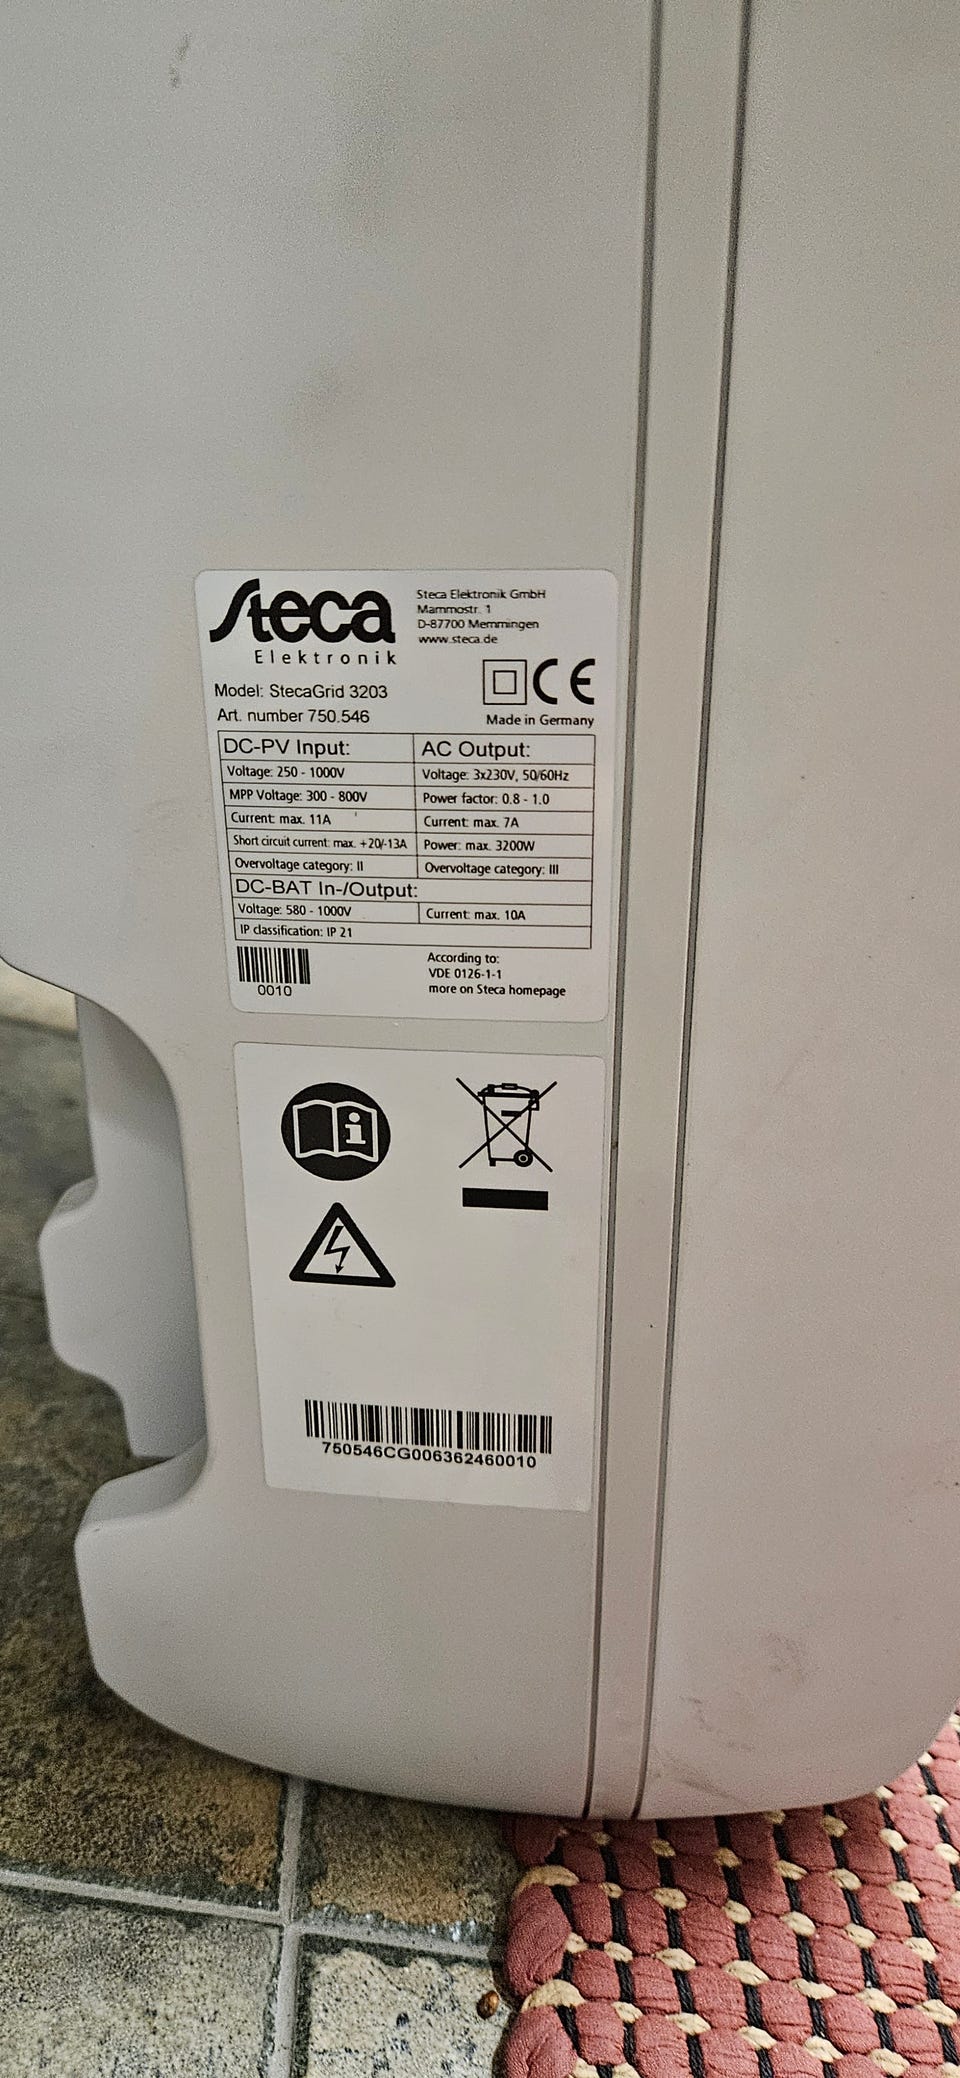 Steca
Elektronik
Steca Elektronik GmbH
Mammostr. 1
D-87700 Memmingen
www.steca.de
CE
Made in Germany
Model: StecaGrid 3203
Art. number 750.546
DC-PV Input:
Voltage: 250 - 1000V
MPP Voltage: 300 - 800V
Current: max. 11A
Short circuit current: max. +20/-13A
Overvoltage category: II
AC Output:
Voltage: 3x230V, 50/60Hz
Power factor: 0.8 - 1.0
Current: max. 7A
Power: max. 3200W
Overvoltage category: III
DC-BAT In-/Output:
Voltage: 580 - 1000V
Current: max. 10A
IP classification: IP 21
0010
According to:
VDE 0126-1-1
more on Steca homepage
i
750546CG006362460010